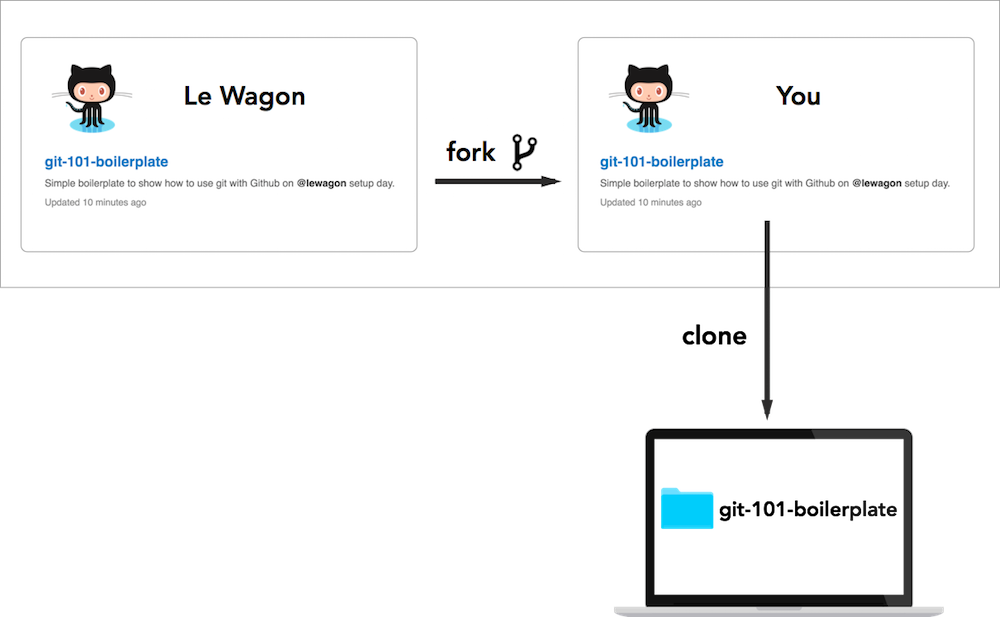 Le Wagon
git-101-boilerplate
Simple boilerplate to show how to use git with Github on @lewagon setup day.
Updated 10 minutes ago
fork
You
git-101-boilerplate
Simple boilerplate to show how to use git with Github on @lewagon setup day.
Updated 10 minutes ago
clone
git-101-boilerplate